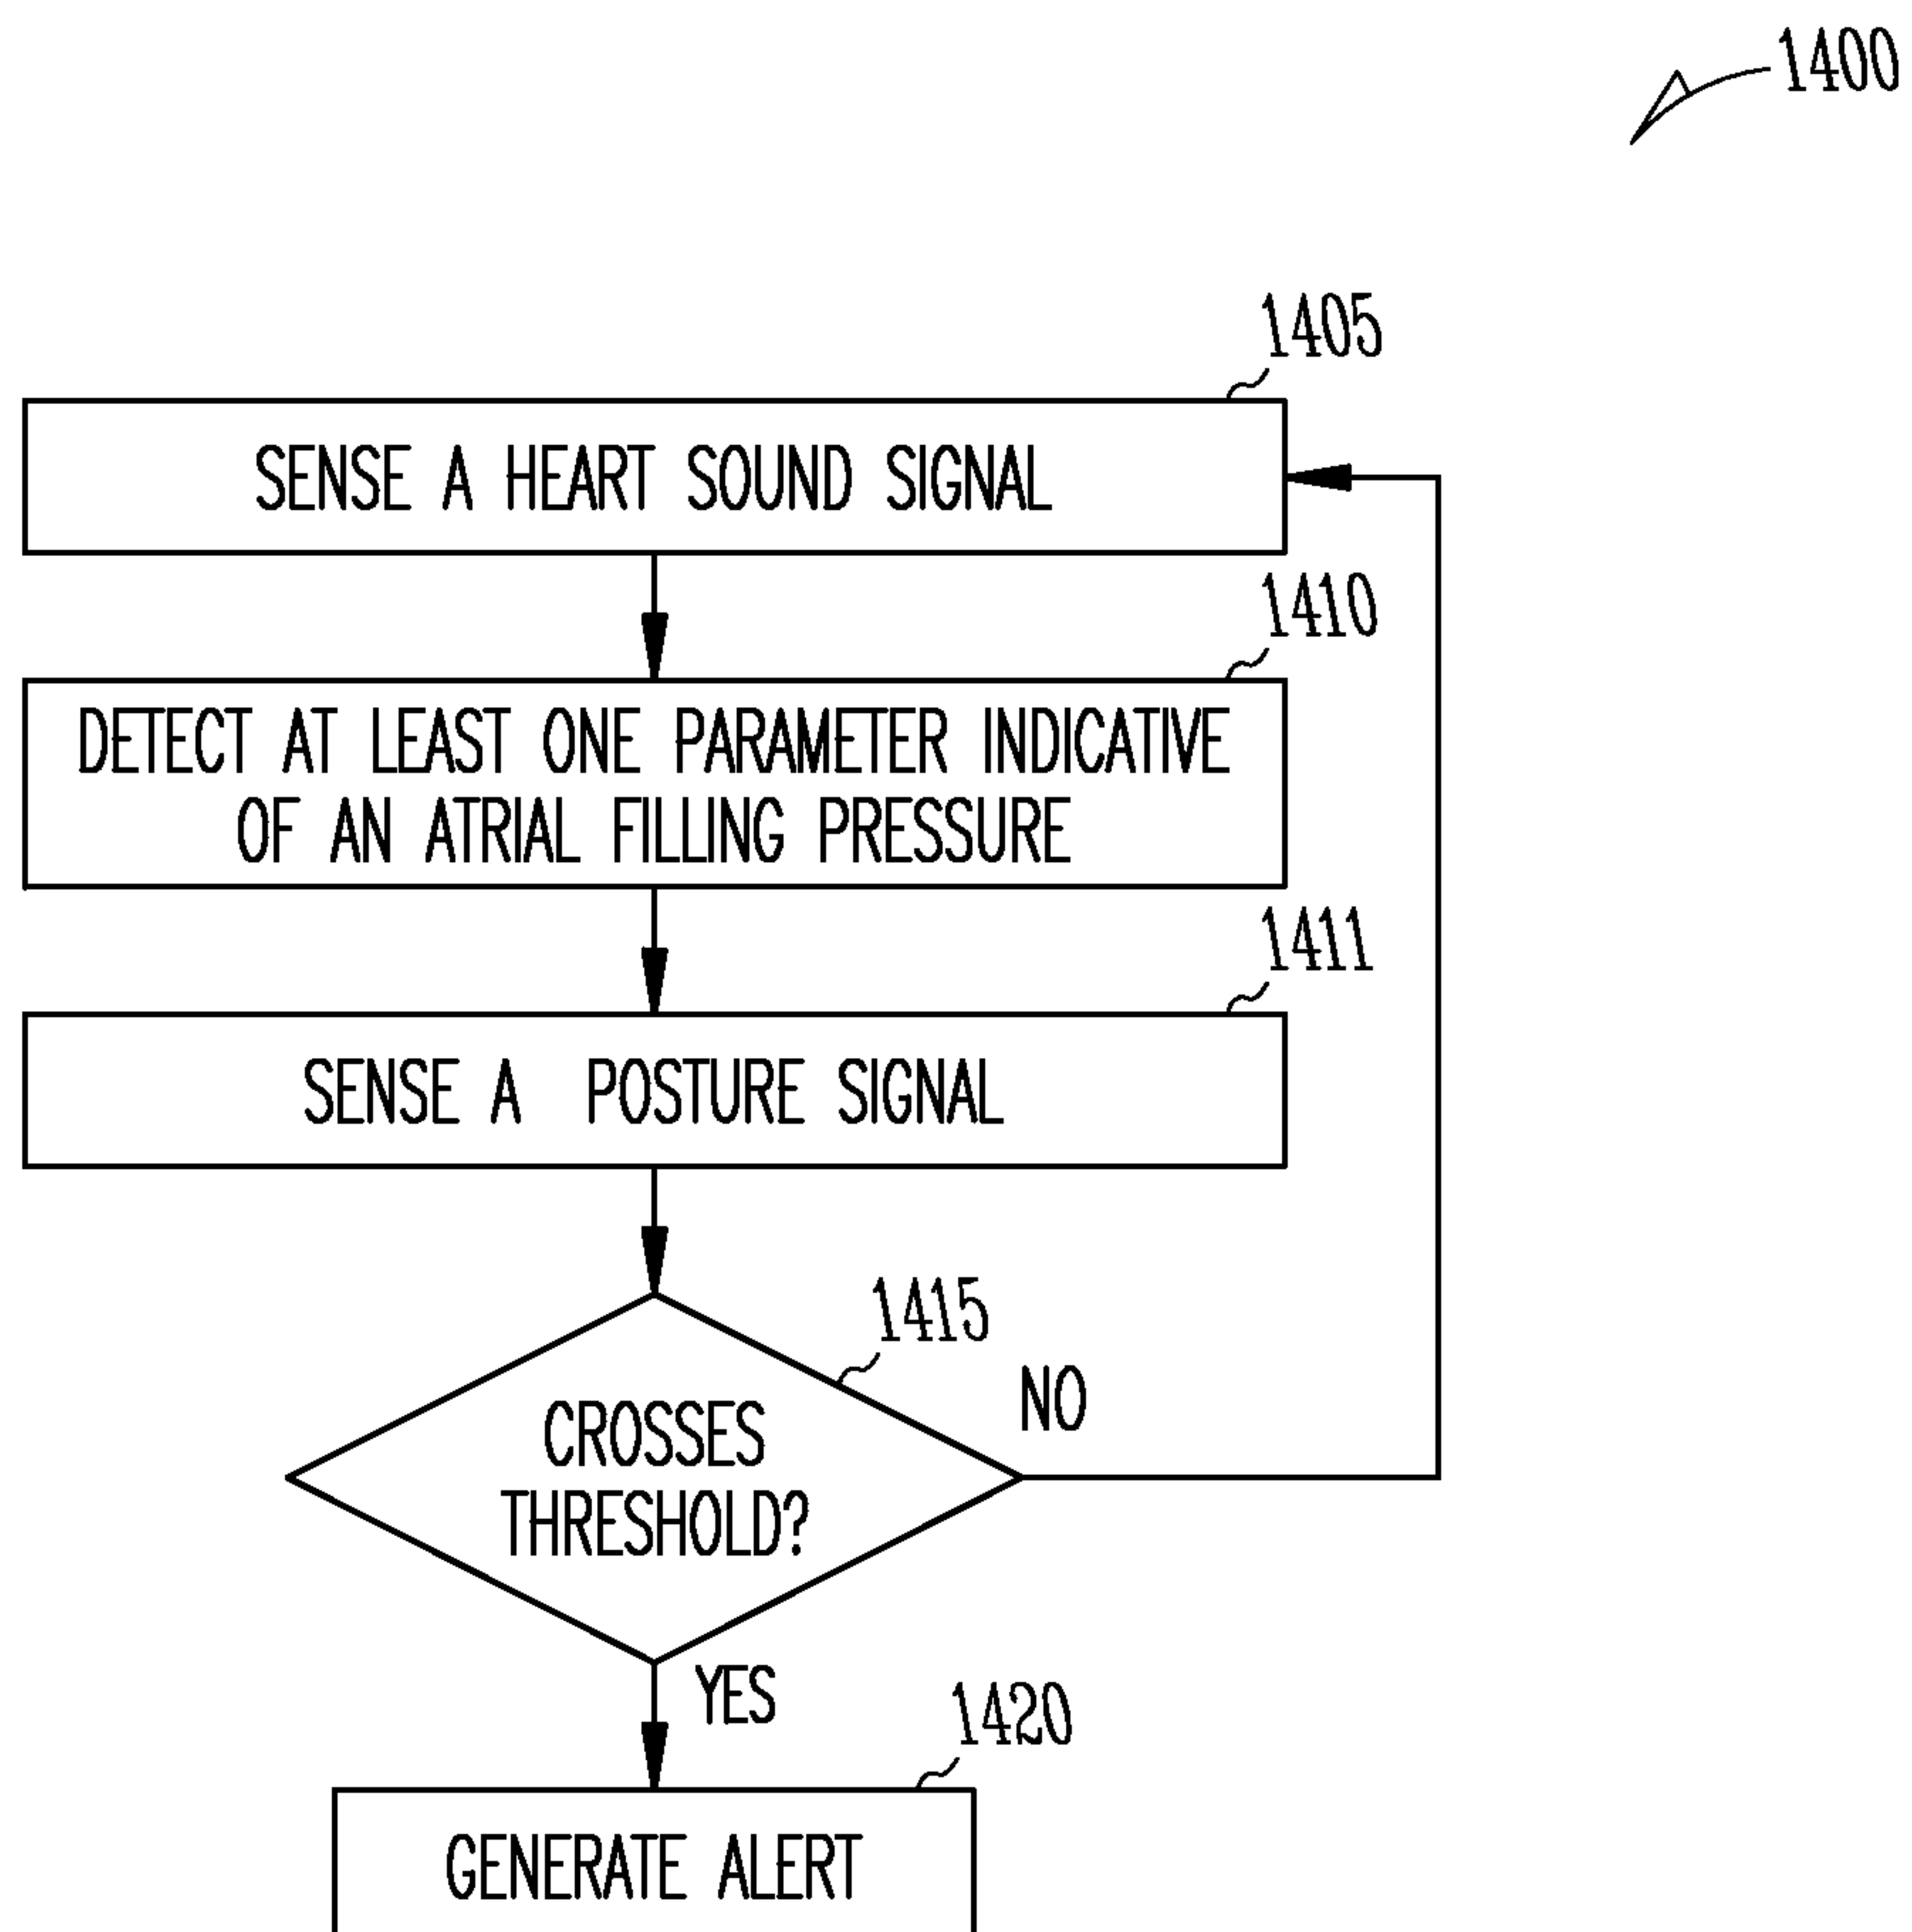 1400
1405
SENSE A HEART SOUND SIGNAL
1410
DETECT AT LEAST ONE PARAMETER INDICATIVE
OF AN ATRIAL FILLING PRESSURE
1411
SENSE A POSTURE SIGNAL
1415
NO
CROSSES
THRESHOLD?
YES
1420
GENERATE ALERT